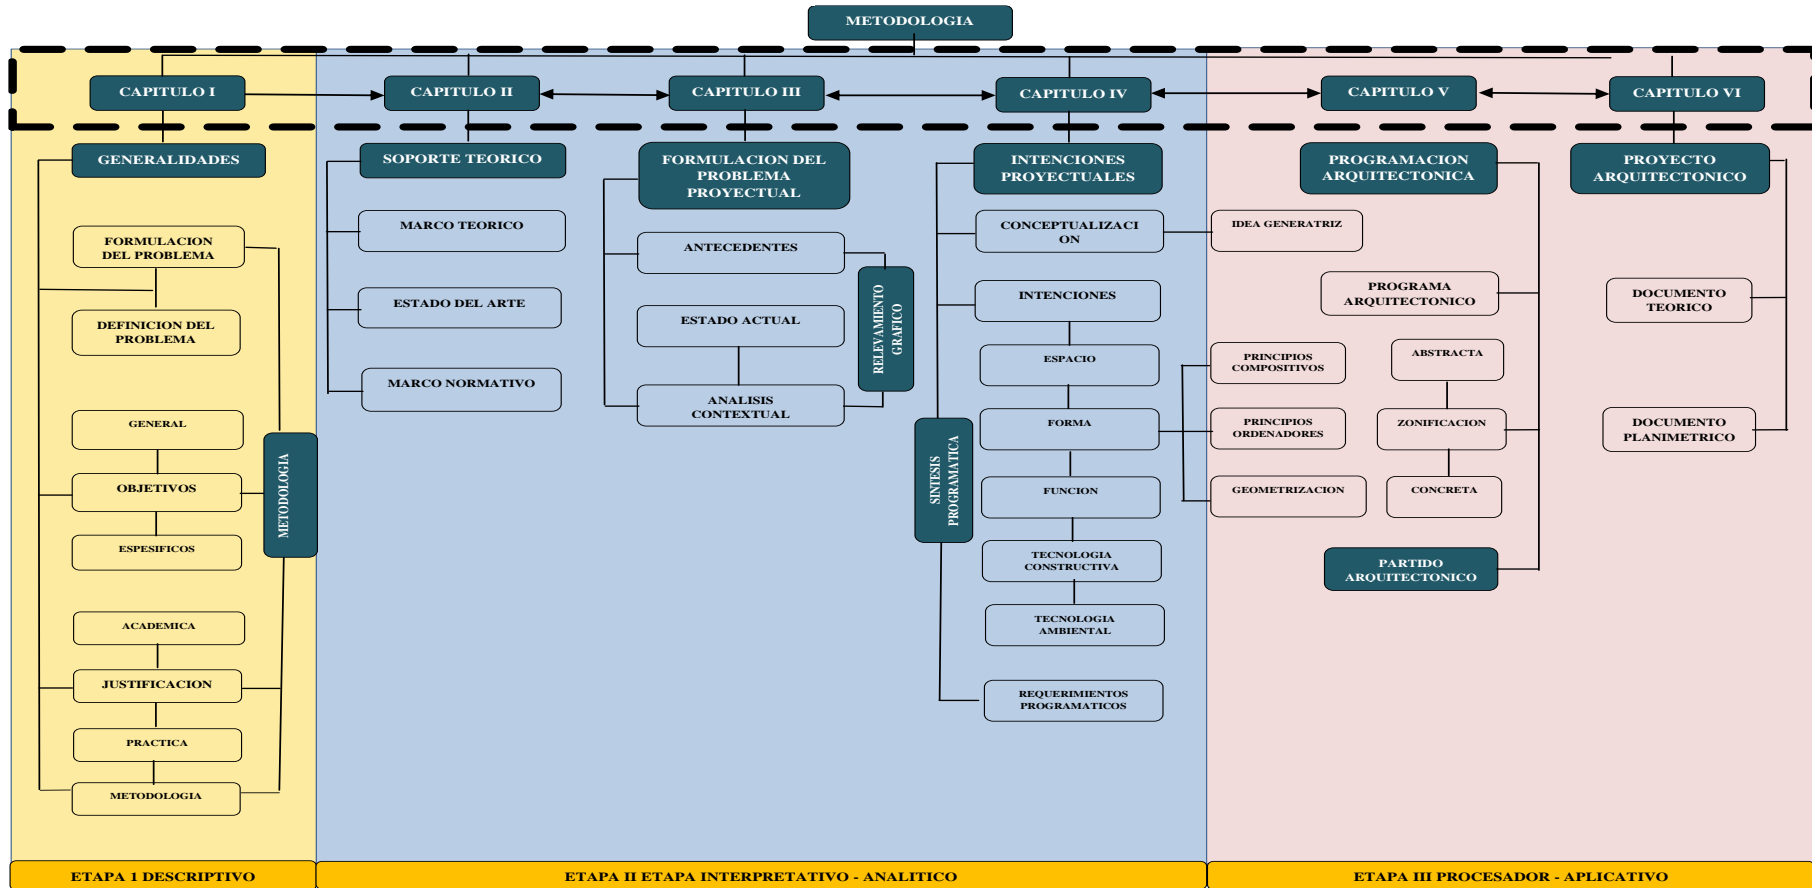 METODOLOGIA
CAPITULO I
CAPITULO II
CAPITULO III
CAPITULO IV
CAPITULO V
CAPITULO VI
GENERALIDADES
FORMULACION
DEL PROBLEMA
DEFINICION DEL
PROBLEMA
GENERAL
OBJETIVOS
ESPESIFICOS
ACADEMICA
JUSTIFICACION
PRACTICA
METODOLOGIA
METODOLOGIA
SOPORTE TEORICO
MARCO TEORICO
ESTADO DEL ARTE
MARCO NORMATIVO
FORMULACION DEL
PROBLEMA
PROYECTUAL
ANTECEDENTES
ESTADO ACTUAL
ANALISIS
CONTEXTUAL
RELEVAMIENTO
GRAFICO
INTENCIONES
PROYECTUALES
CONCEPTUALIZACI
ON
INTENCIONES
ESPACIO
FORMA
FUNCION
TECNOLOGIA
CONSTRUCTIVA
TECNOLOGIA
AMBIENTAL
REQUERIMIENTOS
PROGRAMATICOS
SINTESIS
PROGRAMATICA
IDEA GENERATRIZ
PRINCIPIOS
COMPOSITIVOS
PRINCIPIOS
ORDENADORES
GEOMETRIZACION
PROGRAMACION
ARQUITECTONICA
PROGRAMA
ARQUITECTONICO
ABSTRACTA
ZONIFICACION
CONCRETA
PARTIDO
ARQUITECTONICO
PROYECTO
ARQUITECTONICO
DOCUMENTO
TEORICO
DOCUMENTO
PLANIMETRICO
ETAPA 1 DESCRIPTIVO
ETAPA II ETAPA INTERPRETATIVO - ANALITICO
ETAPA III PROCESADOR - APLICATIVO